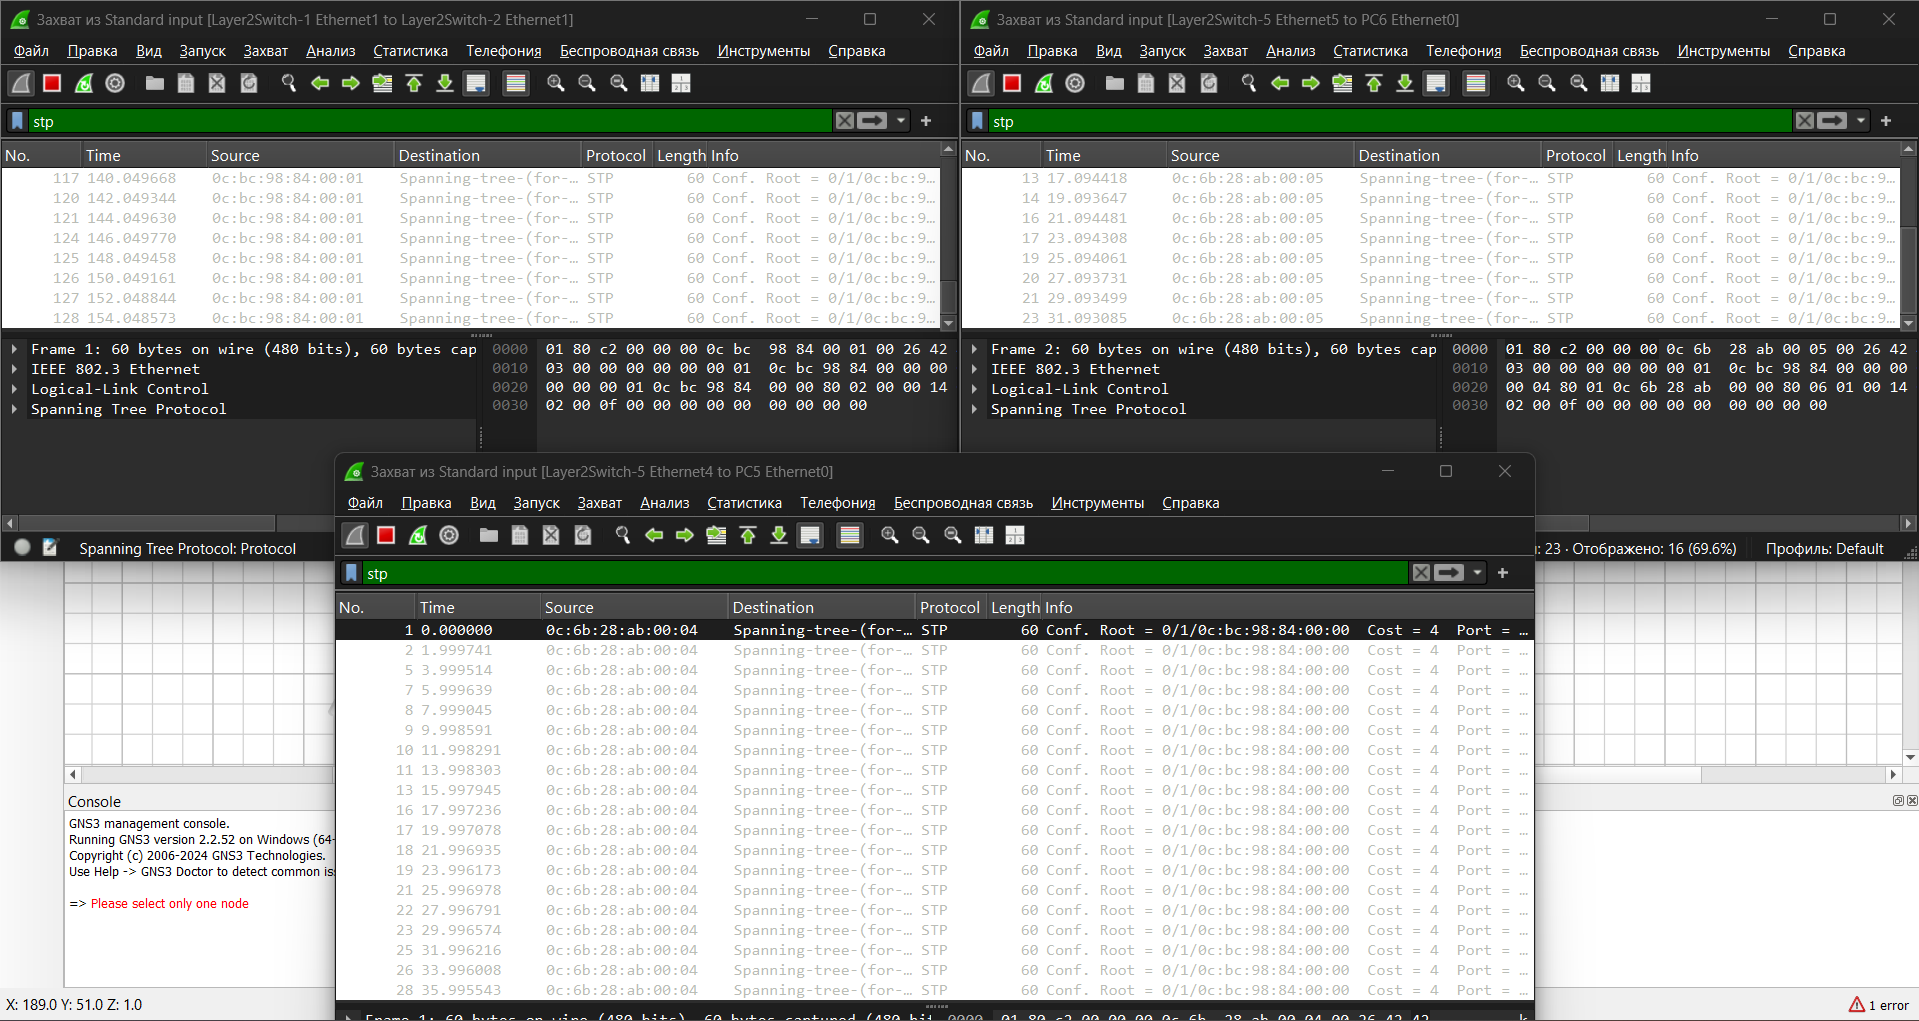 Захват из Standard input [Layer2Switch-1 Ethernet1 to Layer2Switch-2 Ethernet1]
Файл Правка Вид Запуск Захват Анализ Статистика Телефония Беспроводная связь Инструменты Справка
stp
No. Time Source Destination Protocol Length Info
117 140.049668 0c:bc:98:84:00:01 Spanning-tree-(for-… STP 60 Conf. Root = 0/1/0c:bc:9…
120 142.049344 0c:bc:98:84:00:01 Spanning-tree-(for-… STP 60 Conf. Root = 0/1/0c:bc:9…
121 144.049630 0c:bc:98:84:00:01 Spanning-tree-(for-… STP 60 Conf. Root = 0/1/0c:bc:9…
124 146.049770 0c:bc:98:84:00:01 Spanning-tree-(for-… STP 60 Conf. Root = 0/1/0c:bc:9…
125 148.049458 0c:bc:98:84:00:01 Spanning-tree-(for-… STP 60 Conf. Root = 0/1/0c:bc:9…
126 150.049161 0c:bc:98:84:00:01 Spanning-tree-(for-… STP 60 Conf. Root = 0/1/0c:bc:9…
127 152.048844 0c:bc:98:84:00:01 Spanning-tree-(for-… STP 60 Conf. Root = 0/1/0c:bc:9…
128 154.048573 0c:bc:98:84:00:01 Spanning-tree-(for-… STP 60 Conf. Root = 0/1/0c:bc:9…
Frame 1: 60 bytes on wire (480 bits), 60 bytes cap
IEEE 802.3 Ethernet
Logical-Link Control
Spanning Tree Protocol
0000 01 80 c2 00 00 00 0c bc 98 84 00 01 00 26 42
0010 03 00 00 00 00 00 00 01 0c bc 98 84 00 00 00
0020 00 00 00 01 0c bc 98 84 00 00 80 02 00 00 14
0030 02 00 0f 00 00 00 00 00 00 00 00 00
Spanning Tree Protocol: Protocol
Захват из Standard input [Layer2Switch-5 Ethernet5 to PC6 Ethernet0]
Файл Правка Вид Запуск Захват Анализ Статистика Телефония Беспроводная связь Инструменты Справка
stp
No. Time Source Destination Protocol Length Info
13 17.094418 0c:6b:28:ab:00:05 Spanning-tree-(for-… STP 60 Conf. Root = 0/1/0c:bc:9…
14 19.093647 0c:6b:28:ab:00:05 Spanning-tree-(for-… STP 60 Conf. Root = 0/1/0c:bc:9…
16 21.094481 0c:6b:28:ab:00:05 Spanning-tree-(for-… STP 60 Conf. Root = 0/1/0c:bc:9…
17 23.094308 0c:6b:28:ab:00:05 Spanning-tree-(for-… STP 60 Conf. Root = 0/1/0c:bc:9…
19 25.094061 0c:6b:28:ab:00:05 Spanning-tree-(for-… STP 60 Conf. Root = 0/1/0c:bc:9…
20 27.093731 0c:6b:28:ab:00:05 Spanning-tree-(for-… STP 60 Conf. Root = 0/1/0c:bc:9…
21 29.093499 0c:6b:28:ab:00:05 Spanning-tree-(for-… STP 60 Conf. Root = 0/1/0c:bc:9…
23 31.093085 0c:6b:28:ab:00:05 Spanning-tree-(for-… STP 60 Conf. Root = 0/1/0c:bc:9…
Frame 2: 60 bytes on wire (480 bits), 60 bytes cap
IEEE 802.3 Ethernet
Logical-Link Control
Spanning Tree Protocol
0000 01 80 c2 00 00 00 0c 6b 28 ab 00 05 00 26 42
0010 03 00 00 00 00 00 00 01 0c bc 98 84 00 00 00
0020 00 04 80 01 0c 6b 28 ab 00 00 80 06 01 00 14
0030 02 00 0f 00 00 00 00 00 00 00 00 00
: 23 · Отображено: 16 (69.6%) Профиль: Default
Захват из Standard input [Layer2Switch-5 Ethernet4 to PC5 Ethernet0]
Файл Правка Вид Запуск Захват Анализ Статистика Телефония Беспроводная связь Инструменты Справка
stp
No. Time Source Destination Protocol Length Info
1 0.000000 0c:6b:28:ab:00:04 Spanning-tree-(for-… STP 60 Conf. Root = 0/1/0c:bc:98:84:00:00 Cost = 4 Port = …
2 1.999741 0c:6b:28:ab:00:04 Spanning-tree-(for-… STP 60 Conf. Root = 0/1/0c:bc:98:84:00:00 Cost = 4 Port = …
5 3.999514 0c:6b:28:ab:00:04 Spanning-tree-(for-… STP 60 Conf. Root = 0/1/0c:bc:98:84:00:00 Cost = 4 Port = …
7 5.999639 0c:6b:28:ab:00:04 Spanning-tree-(for-… STP 60 Conf. Root = 0/1/0c:bc:98:84:00:00 Cost = 4 Port = …
8 7.999045 0c:6b:28:ab:00:04 Spanning-tree-(for-… STP 60 Conf. Root = 0/1/0c:bc:98:84:00:00 Cost = 4 Port = …
9 9.998591 0c:6b:28:ab:00:04 Spanning-tree-(for-… STP 60 Conf. Root = 0/1/0c:bc:98:84:00:00 Cost = 4 Port = …
10 11.998291 0c:6b:28:ab:00:04 Spanning-tree-(for-… STP 60 Conf. Root = 0/1/0c:bc:98:84:00:00 Cost = 4 Port = …
11 13.998303 0c:6b:28:ab:00:04 Spanning-tree-(for-… STP 60 Conf. Root = 0/1/0c:bc:98:84:00:00 Cost = 4 Port = …
13 15.997945 0c:6b:28:ab:00:04 Spanning-tree-(for-… STP 60 Conf. Root = 0/1/0c:bc:98:84:00:00 Cost = 4 Port = …
16 17.997236 0c:6b:28:ab:00:04 Spanning-tree-(for-… STP 60 Conf. Root = 0/1/0c:bc:98:84:00:00 Cost = 4 Port = …
17 19.997078 0c:6b:28:ab:00:04 Spanning-tree-(for-… STP 60 Conf. Root = 0/1/0c:bc:98:84:00:00 Cost = 4 Port = …
18 21.996935 0c:6b:28:ab:00:04 Spanning-tree-(for-… STP 60 Conf. Root = 0/1/0c:bc:98:84:00:00 Cost = 4 Port = …
19 23.996173 0c:6b:28:ab:00:04 Spanning-tree-(for-… STP 60 Conf. Root = 0/1/0c:bc:98:84:00:00 Cost = 4 Port = …
21 25.996978 0c:6b:28:ab:00:04 Spanning-tree-(for-… STP 60 Conf. Root = 0/1/0c:bc:98:84:00:00 Cost = 4 Port = …
22 27.996791 0c:6b:28:ab:00:04 Spanning-tree-(for-… STP 60 Conf. Root = 0/1/0c:bc:98:84:00:00 Cost = 4 Port = …
23 29.996574 0c:6b:28:ab:00:04 Spanning-tree-(for-… STP 60 Conf. Root = 0/1/0c:bc:98:84:00:00 Cost = 4 Port = …
25 31.996216 0c:6b:28:ab:00:04 Spanning-tree-(for-… STP 60 Conf. Root = 0/1/0c:bc:98:84:00:00 Cost = 4 Port = …
26 33.996008 0c:6b:28:ab:00:04 Spanning-tree-(for-… STP 60 Conf. Root = 0/1/0c:bc:98:84:00:00 Cost = 4 Port = …
28 35.995543 0c:6b:28:ab:00:04 Spanning-tree-(for-… STP 60 Conf. Root = 0/1/0c:bc:98:84:00:00 Cost = 4 Port = …
Frame 1: 60 bytes on wire (480 bits), 60 bytes captured (480 bit 0000 01 80 c2 00 00 00 0c 6b 28 ab 00 04 00 26 42 42
Console
GNS3 management console.
Running GNS3 version 2.2.52 on Windows (64-
Copyright (c) 2006-2024 GNS3 Technologies.
Use Help -> GNS3 Doctor to detect common is
=> Please select only one node
X: 189.0 Y: 51.0 Z: 1.0
1 error